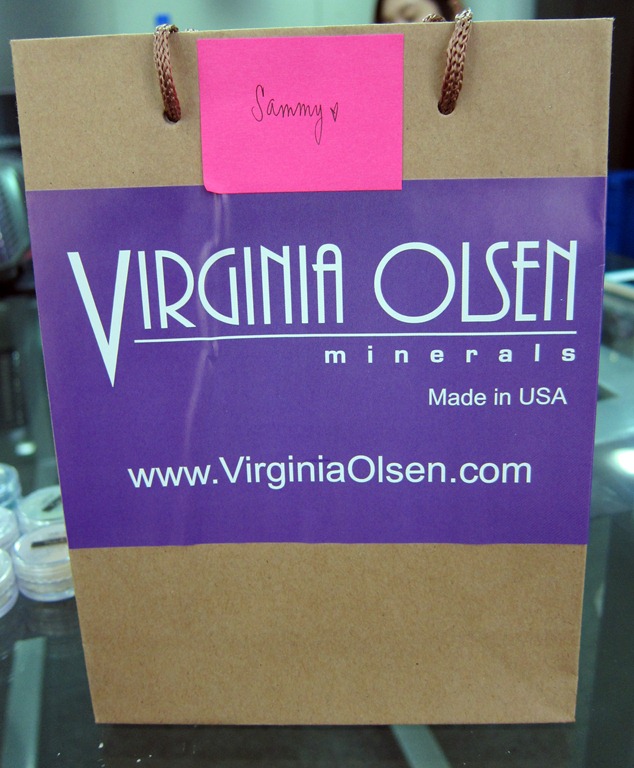 Sammy
VIRGINIA OLSEN
minerals
Made in USA
www.VirginiaOlsen.com